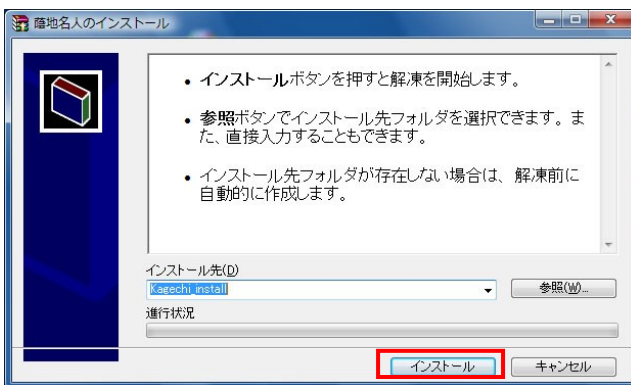 蔭地名人のインストール
• インストールボタンを押すと解凍を開始します。
• 参照ボタンでインストール先フォルダを選択できます。ま
た、直接入力することもできます。
• インストール先フォルダが存在しない場合は、解凍前に
自動的に作成します。
インストール先(D)
Kagechi_install
参照(W)...
進行状況
インストール
キャンセル